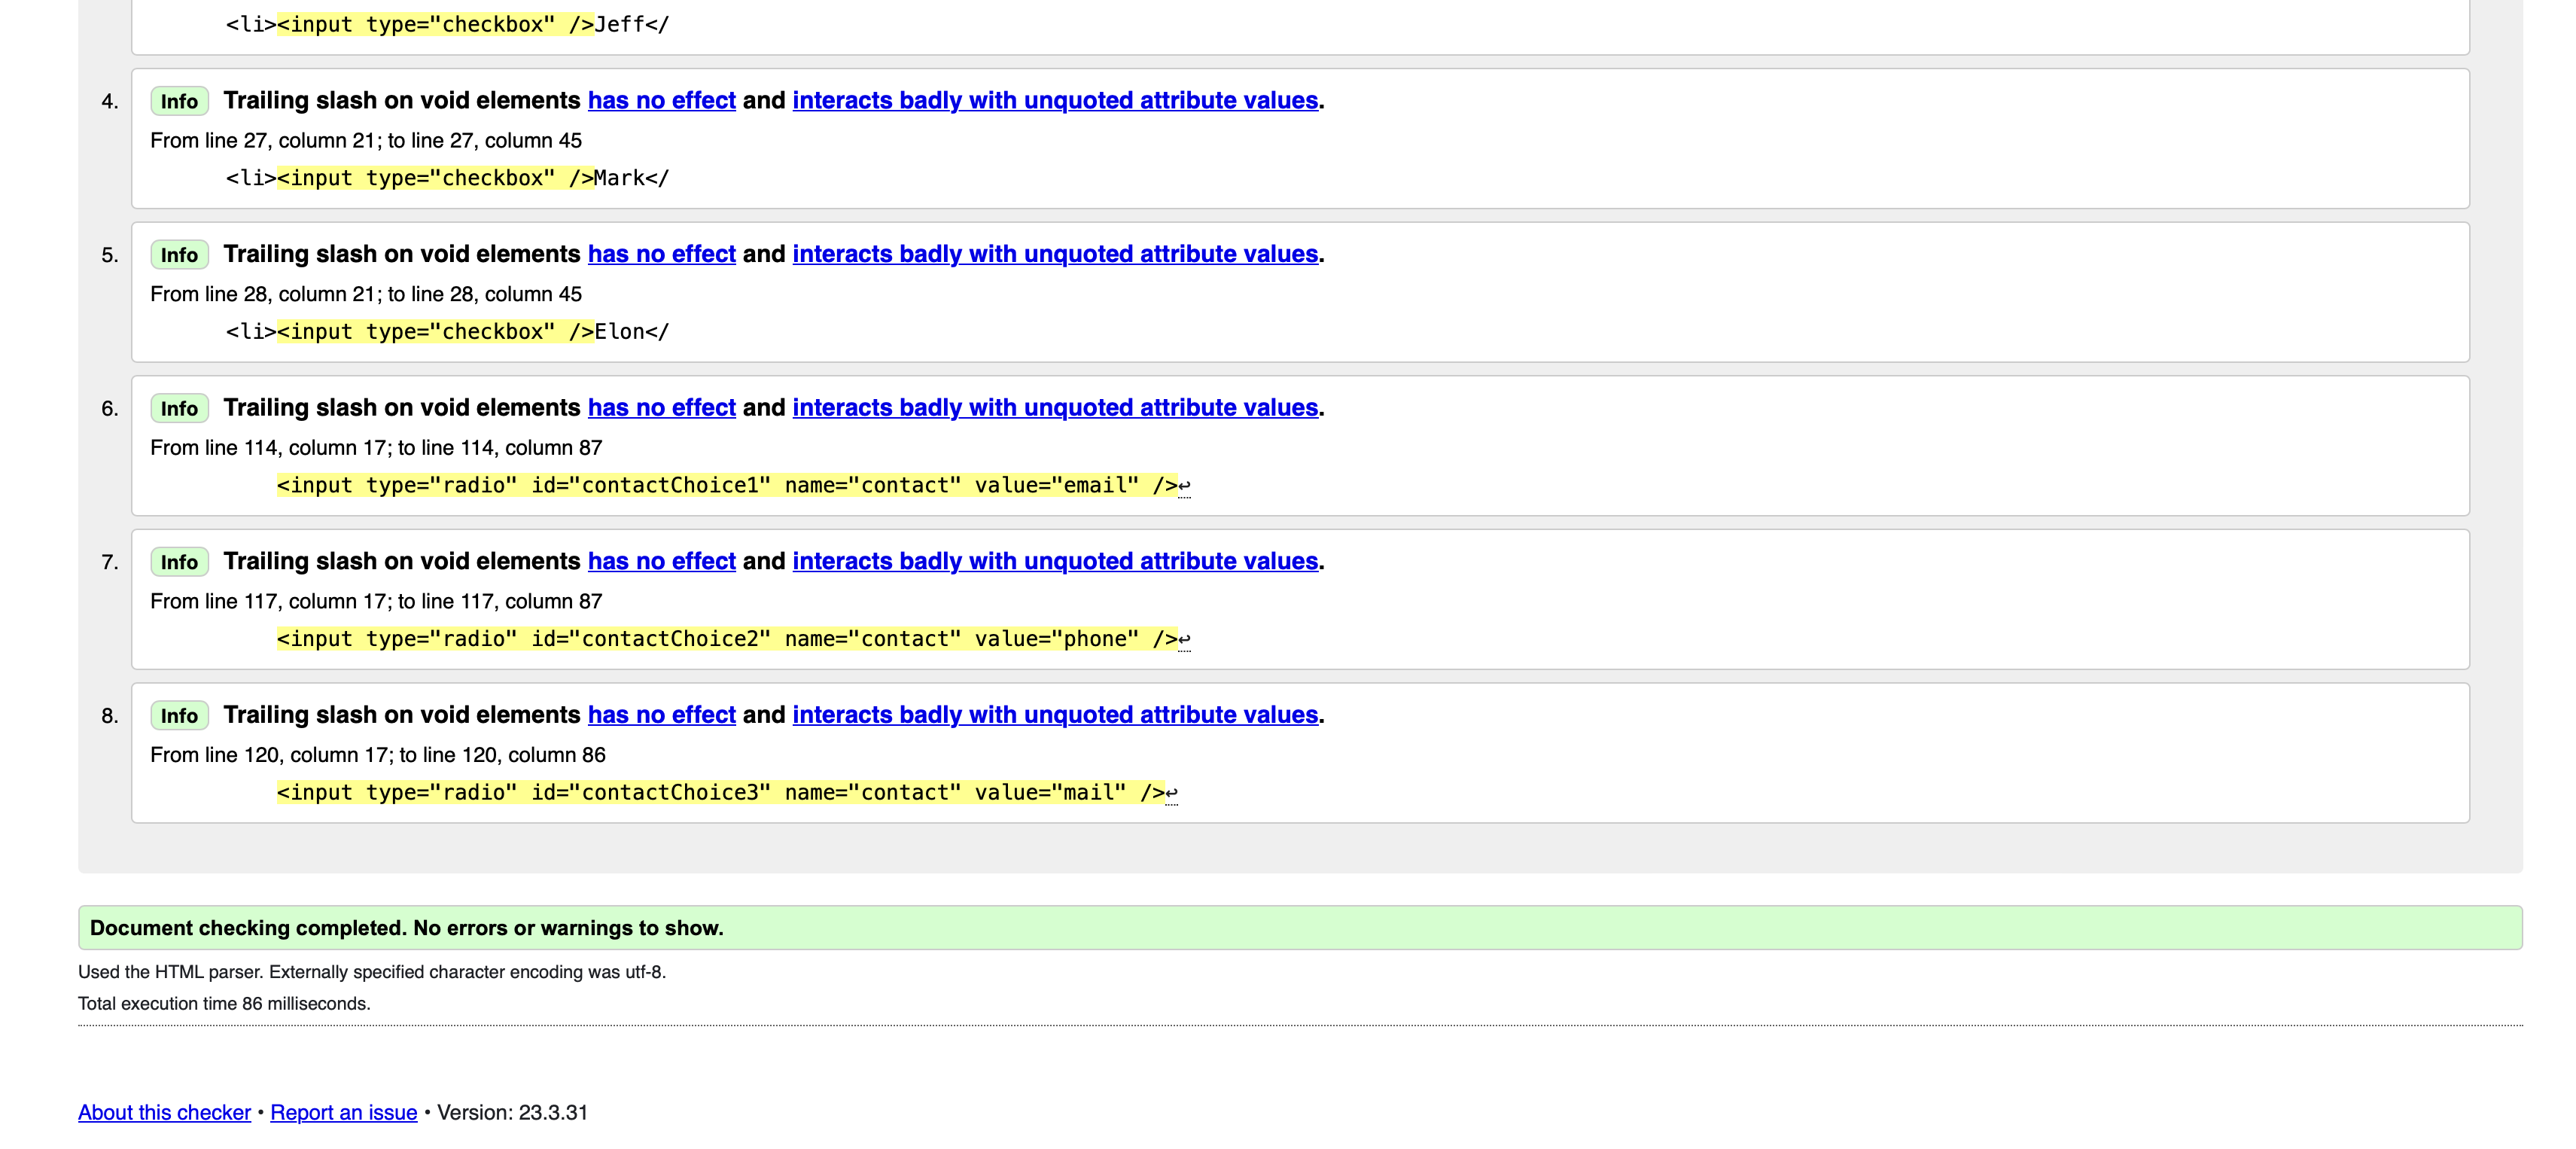 <li><input type="checkbox" />Jeff</
4. Info Trailing slash on void elements has no effect and interacts badly with unquoted attribute values.
From line 27, column 21; to line 27, column 45
<li><input type="checkbox" />Mark</
5. Info Trailing slash on void elements has no effect and interacts badly with unquoted attribute values.
From line 28, column 21; to line 28, column 45
<li><input type="checkbox" />Elon</
6. Info Trailing slash on void elements has no effect and interacts badly with unquoted attribute values.
From line 114, column 17; to line 114, column 87
<input type="radio" id="contactChoice1" name="contact" value="email" />↩
7. Info Trailing slash on void elements has no effect and interacts badly with unquoted attribute values.
From line 117, column 17; to line 117, column 87
<input type="radio" id="contactChoice2" name="contact" value="phone" />↩
8. Info Trailing slash on void elements has no effect and interacts badly with unquoted attribute values.
From line 120, column 17; to line 120, column 86
<input type="radio" id="contactChoice3" name="contact" value="mail" />↩
Document checking completed. No errors or warnings to show.
Used the HTML parser. Externally specified character encoding was utf-8.
Total execution time 86 milliseconds.
About this checker • Report an issue • Version: 23.3.31